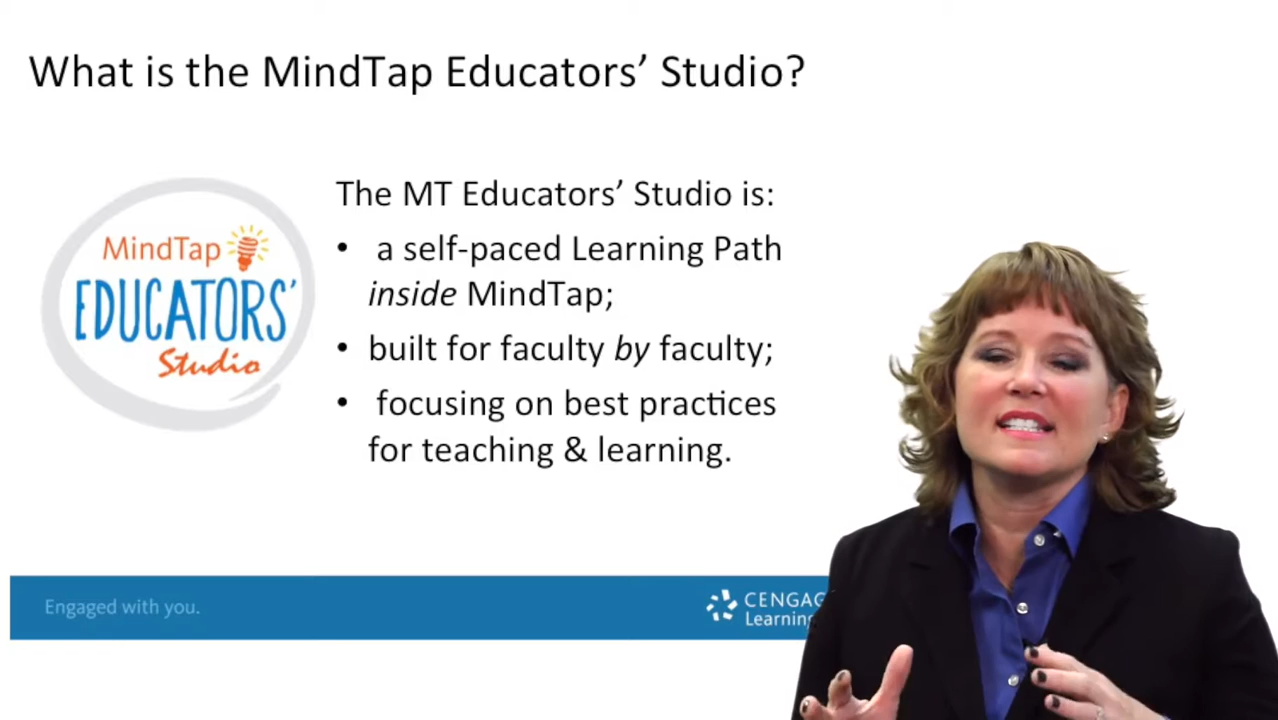 What is the MindTap Educators’ Studio?
MindTap
EDUCATORS’
Studio
The MT Educators’ Studio is:
• a self-paced Learning Path
inside MindTap;
• built for faculty by faculty;
• focusing on best practices
for teaching & learning.
Engaged with you.
CENGAG
Learning